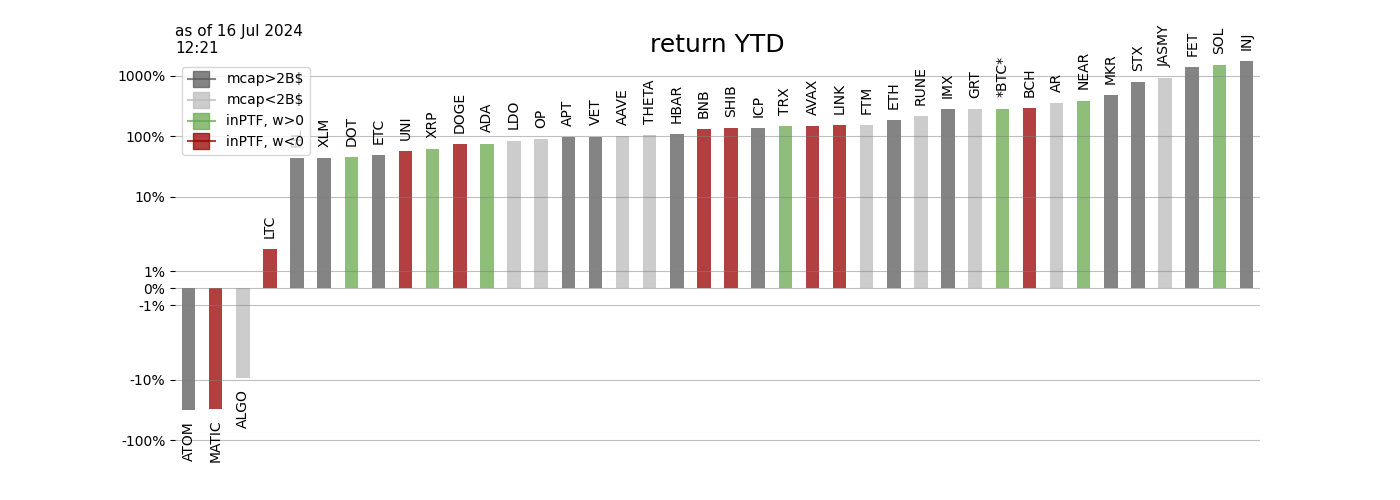 as of 16 Jul 2024
12:21
return YTD
mcap>2B$
mcap<2B$
inPTF, w>0
inPTF, w<0
1000%
100%
10%
1%
0%
-1%
-10%
-100%
ATOM
MATIC
ALGO
LTC
XLM
DOT
ETC
UNI
XRP
DOGE
ADA
LDO
OP
APT
VET
AAVE
THETA
HBAR
BNB
SHIB
ICP
TRX
AVAX
LINK
FTM
ETH
RUNE
IMX
GRT
*BTC*
BCH
AR
NEAR
MKR
STX
JASMY
FET
SOL
INJ